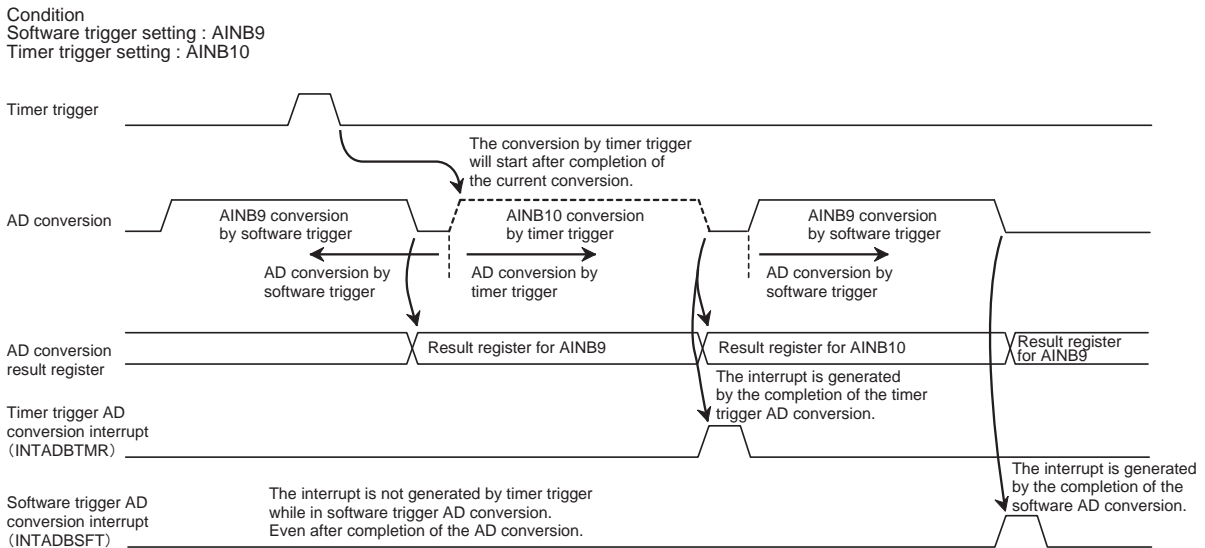 Condition
Software trigger setting : AINB9
Timer trigger setting : AINB10
Timer trigger
The conversion by timer trigger
will start after completion of
the current conversion.
AD conversion
AINB9 conversion
by software trigger
AINB10 conversion
by timer trigger
AINB9 conversion
by software trigger
AD conversion by
software trigger
AD conversion by
timer trigger
AD conversion by
software trigger
AD conversion
result register
Result register for AINB9
Result register for AINB10
Result register
for AINB9
The interrupt is generated
by the completion of the timer
trigger AD conversion.
Timer trigger AD
conversion interrupt
（INTADBTMR）
The interrupt is generated
by the completion of the
software AD conversion.
Software trigger AD
conversion interrupt
（INTADBSFT）
The interrupt is not generated by timer trigger
while in software trigger AD conversion.
Even after completion of the AD conversion.